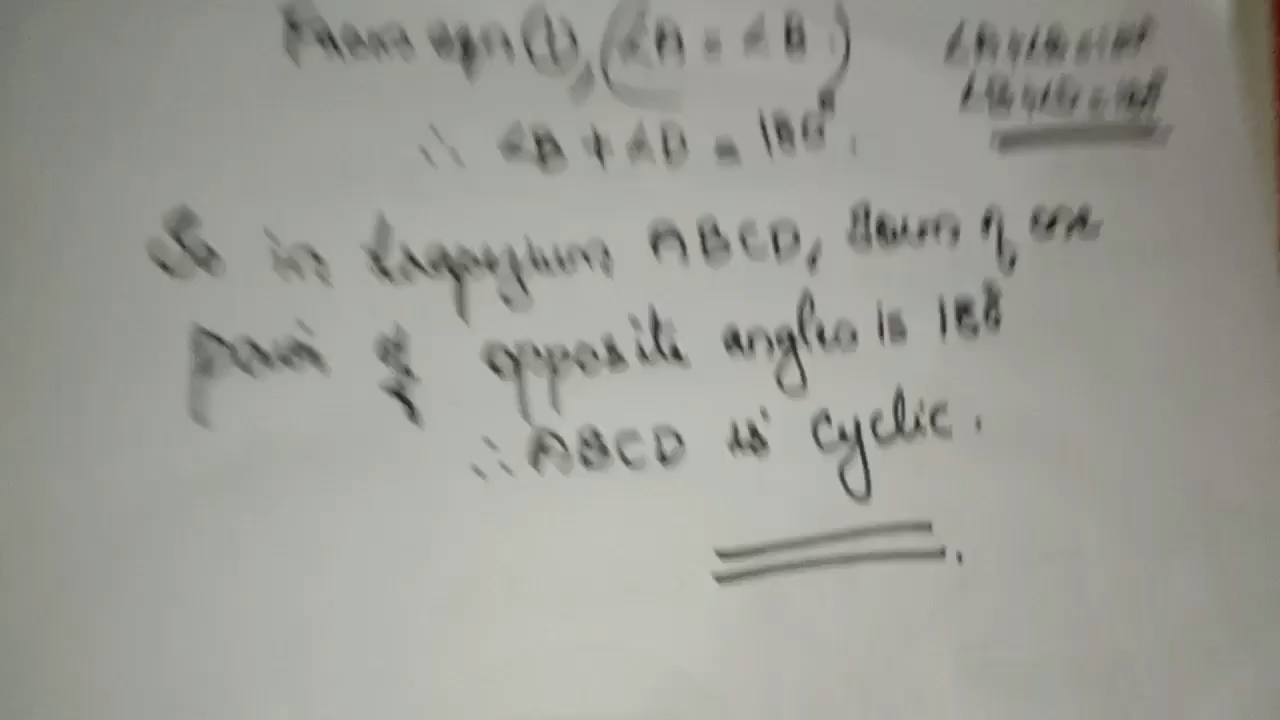 From eqn (1), (∠A = ∠B)
∴ ∠B + ∠D = 180°.
So in trapezium ABCD, sum of one
pair of opposite angles is 180°
∴ ABCD is cyclic.